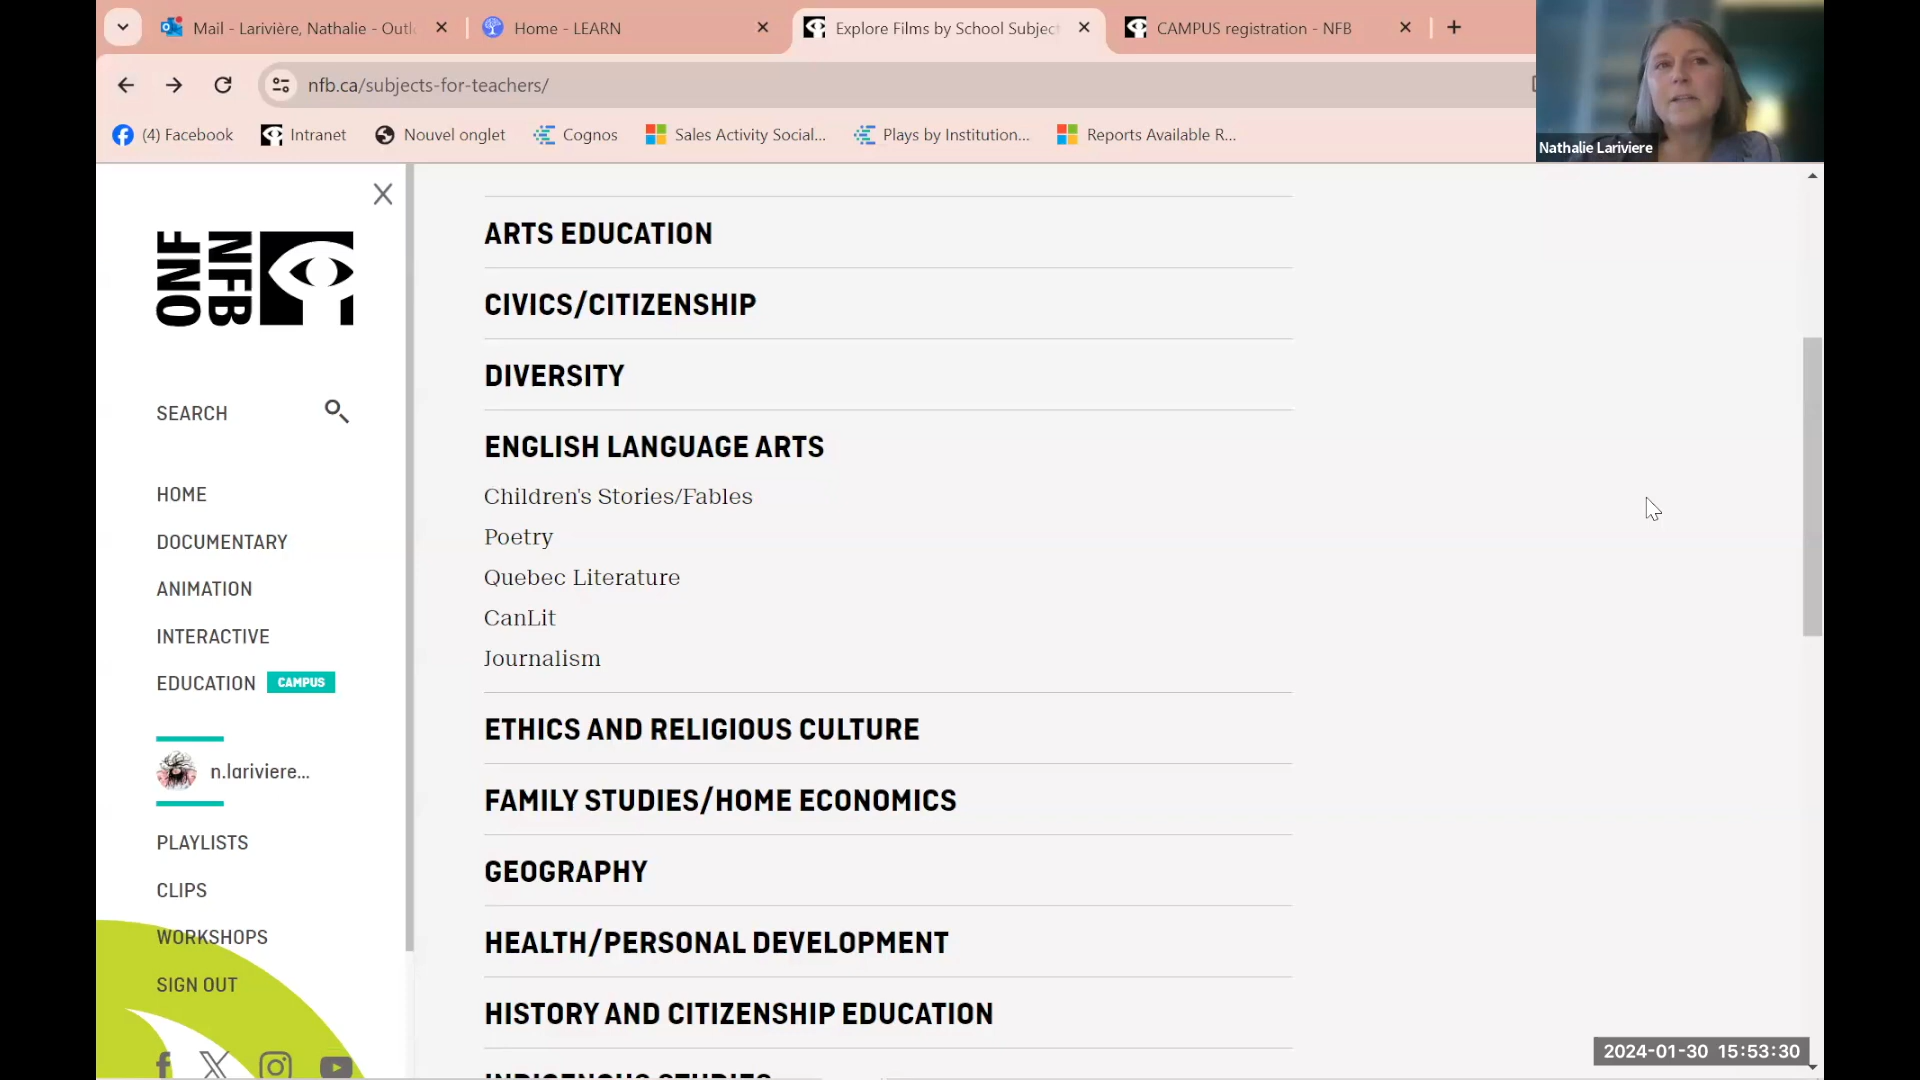 Mail - Larivière, Nathalie - Outl
Home - LEARN
Explore Films by School Subject
CAMPUS registration - NFB
nfb.ca/subjects-for-teachers/
(4) Facebook
Intranet
Nouvel onglet
Cognos
Sales Activity Social...
Plays by Institution...
Reports Available R...
Nathalie Lariviere
ONF
NFB
SEARCH
HOME
DOCUMENTARY
ANIMATION
INTERACTIVE
EDUCATION CAMPUS
n.lariviere...
PLAYLISTS
CLIPS
WORKSHOPS
SIGN OUT
ARTS EDUCATION
CIVICS/CITIZENSHIP
DIVERSITY
ENGLISH LANGUAGE ARTS
Children's Stories/Fables
Poetry
Quebec Literature
CanLit
Journalism
ETHICS AND RELIGIOUS CULTURE
FAMILY STUDIES/HOME ECONOMICS
GEOGRAPHY
HEALTH/PERSONAL DEVELOPMENT
HISTORY AND CITIZENSHIP EDUCATION
INDIGENOUS STUDIES
2024-01-30 15:53:30